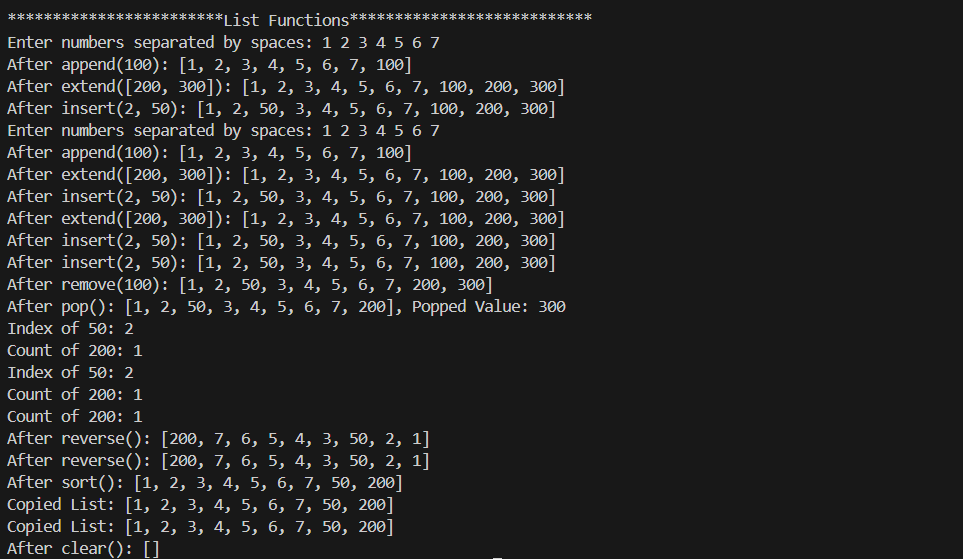 ************************List Functions***************************
Enter numbers separated by spaces: 1 2 3 4 5 6 7
After append(100): [1, 2, 3, 4, 5, 6, 7, 100]
After extend([200, 300]): [1, 2, 3, 4, 5, 6, 7, 100, 200, 300]
After insert(2, 50): [1, 2, 50, 3, 4, 5, 6, 7, 100, 200, 300]
Enter numbers separated by spaces: 1 2 3 4 5 6 7
After append(100): [1, 2, 3, 4, 5, 6, 7, 100]
After extend([200, 300]): [1, 2, 3, 4, 5, 6, 7, 100, 200, 300]
After insert(2, 50): [1, 2, 50, 3, 4, 5, 6, 7, 100, 200, 300]
After extend([200, 300]): [1, 2, 3, 4, 5, 6, 7, 100, 200, 300]
After insert(2, 50): [1, 2, 50, 3, 4, 5, 6, 7, 100, 200, 300]
After insert(2, 50): [1, 2, 50, 3, 4, 5, 6, 7, 100, 200, 300]
After remove(100): [1, 2, 50, 3, 4, 5, 6, 7, 200, 300]
After pop(): [1, 2, 50, 3, 4, 5, 6, 7, 200], Popped Value: 300
Index of 50: 2
Count of 200: 1
Index of 50: 2
Count of 200: 1
Count of 200: 1
After reverse(): [200, 7, 6, 5, 4, 3, 50, 2, 1]
After reverse(): [200, 7, 6, 5, 4, 3, 50, 2, 1]
After sort(): [1, 2, 3, 4, 5, 6, 7, 50, 200]
Copied List: [1, 2, 3, 4, 5, 6, 7, 50, 200]
Copied List: [1, 2, 3, 4, 5, 6, 7, 50, 200]
After clear(): []